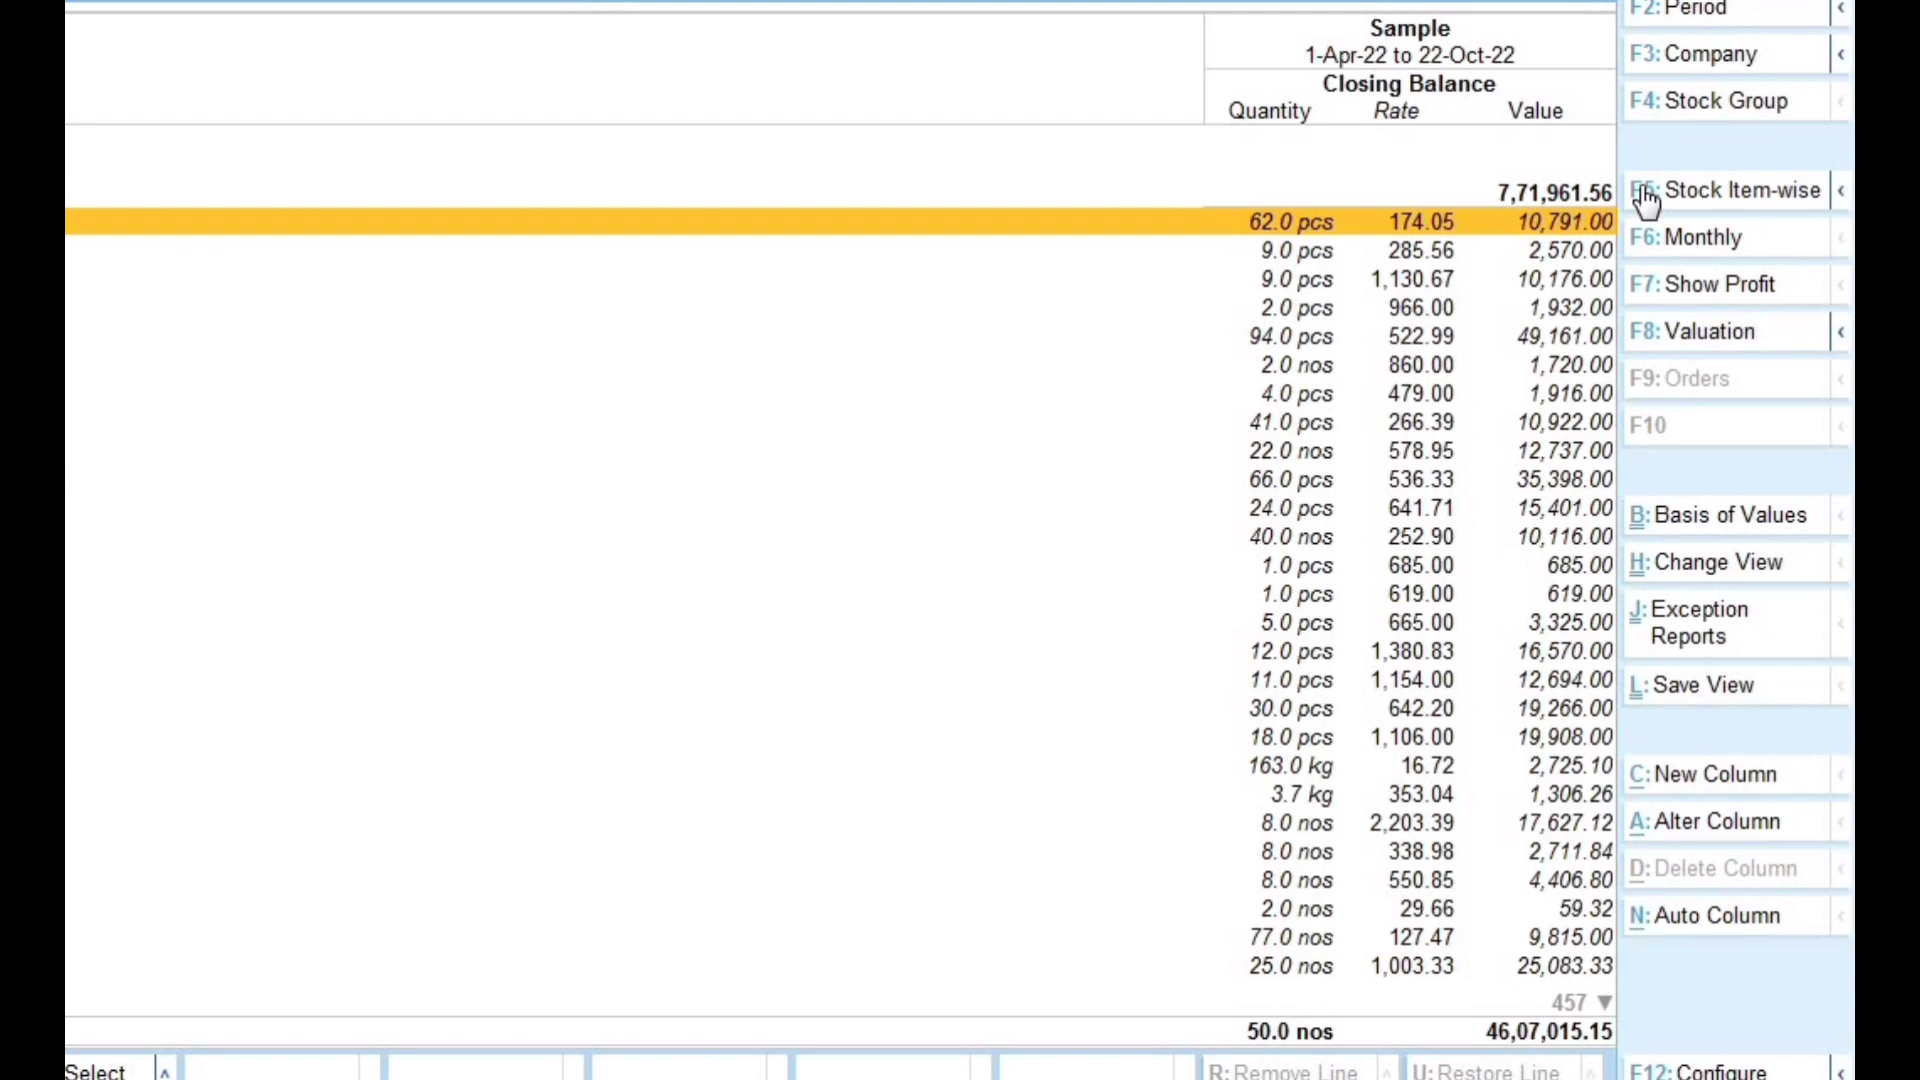 Sample
1-Apr-22 to 22-Oct-22
Closing Balance
Quantity Rate Value
7,71,961.56
62.0 pcs 174.05 10,791.00
9.0 pcs 285.56 2,570.00
9.0 pcs 1,130.67 10,176.00
2.0 pcs 966.00 1,932.00
94.0 pcs 522.99 49,161.00
2.0 nos 860.00 1,720.00
4.0 pcs 479.00 1,916.00
41.0 pcs 266.39 10,922.00
22.0 nos 578.95 12,737.00
66.0 pcs 536.33 35,398.00
24.0 pcs 641.71 15,401.00
40.0 nos 252.90 10,116.00
1.0 pcs 685.00 685.00
1.0 pcs 619.00 619.00
5.0 pcs 665.00 3,325.00
12.0 pcs 1,380.83 16,570.00
11.0 pcs 1,154.00 12,694.00
30.0 pcs 642.20 19,266.00
18.0 pcs 1,106.00 19,908.00
163.0 kg 16.72 2,725.10
3.7 kg 353.04 1,306.26
8.0 nos 2,203.39 17,627.12
8.0 nos 338.98 2,711.84
8.0 nos 550.85 4,406.80
2.0 nos 29.66 59.32
77.0 nos 127.47 9,815.00
25.0 nos 1,003.33 25,083.33
457 ▼
50.0 nos 46,07,015.15
Select
R: Remove Line
U: Restore Line
F2: Period
F3: Company
F4: Stock Group
F5: Stock Item-wise
F6: Monthly
F7: Show Profit
F8: Valuation
F9: Orders
F10
B: Basis of Values
H: Change View
J: Exception
Reports
L: Save View
C: New Column
A: Alter Column
D: Delete Column
N: Auto Column
F12: Configure